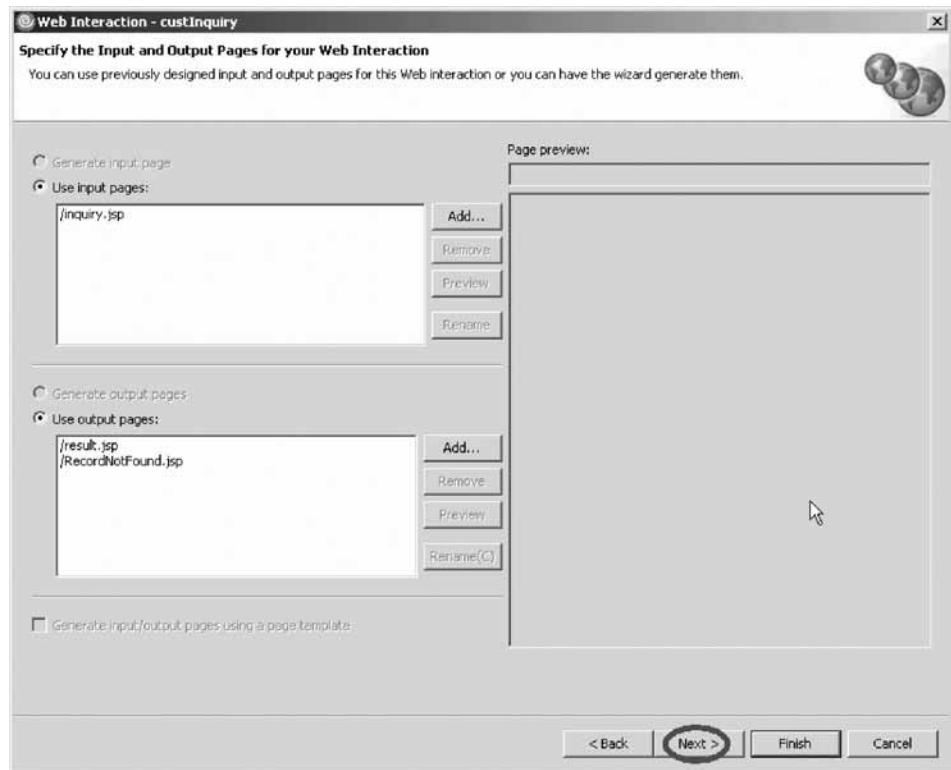 Web Interaction - custInquiry
Specify the Input and Output Pages for your Web Interaction
You can use previously designed input and output pages for this Web interaction or you can have the wizard generate them.
Generate input page
Use input pages:
/inquiry.jsp
Add...
Remove
Preview
Rename
Generate output pages
Use output pages:
/result.jsp
/RecordNotFound.jsp
Add...
Remove
Preview
Rename(C)
Generate input/output pages using a page template
Page preview:
< Back
Next >
Finish
Cancel